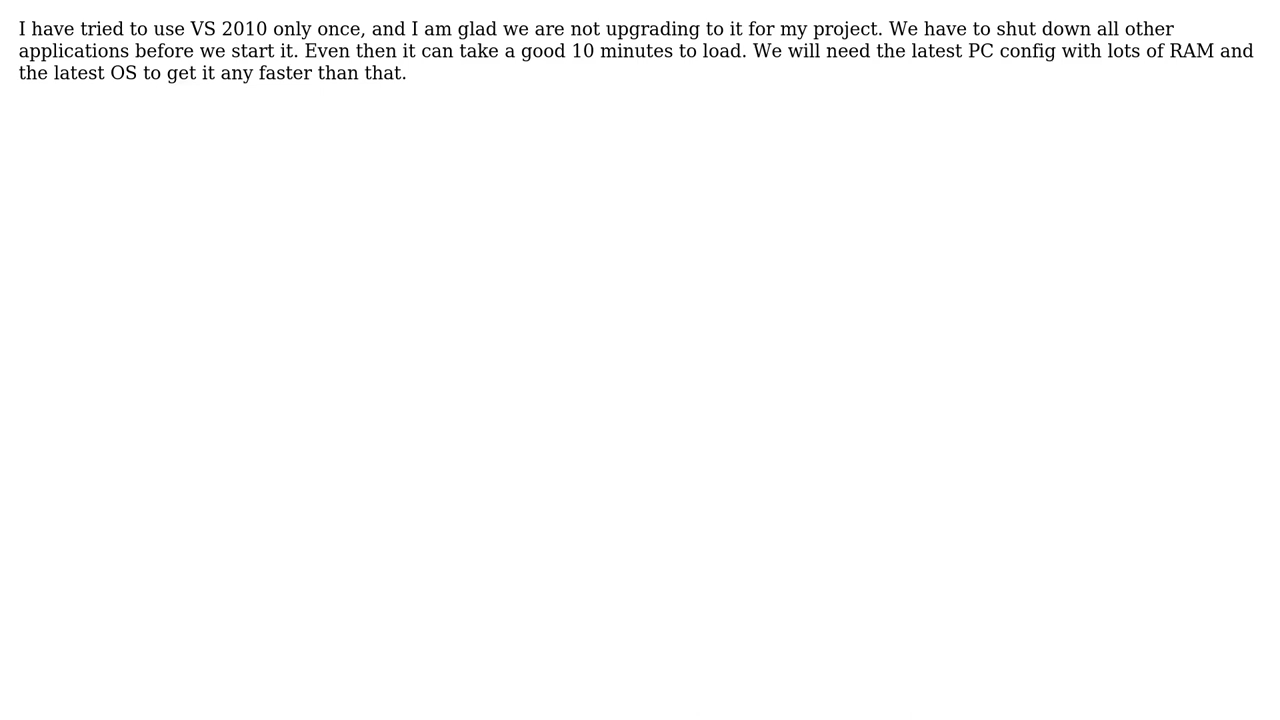 I have tried to use VS 2010 only once, and I am glad we are not upgrading to it for my project. We have to shut down all other
applications before we start it. Even then it can take a good 10 minutes to load. We will need the latest PC config with lots of RAM and
the latest OS to get it any faster than that.